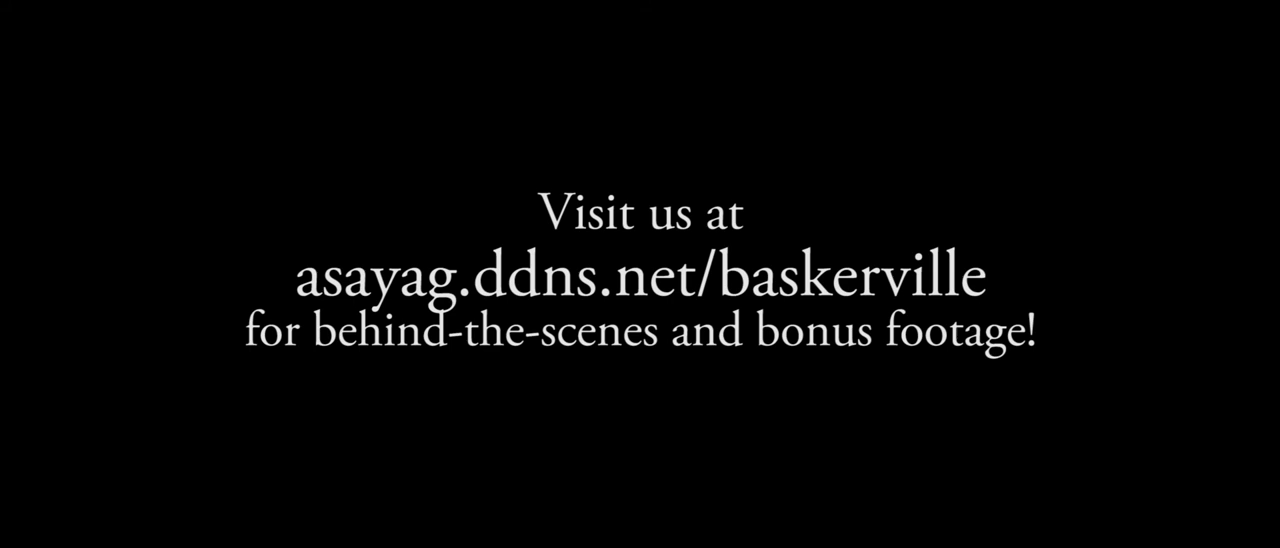 Visit us at
asayag.ddns.net/baskerville
for behind-the-scenes and bonus footage!